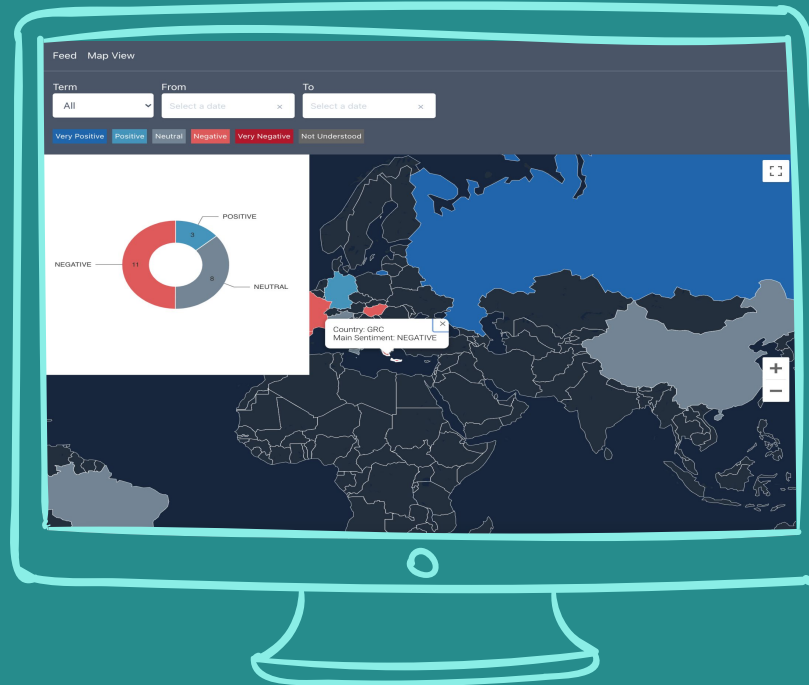 Feed Map View
Term From To
All Select a date × Select a date ×
Very Positive Positive Neutral Negative Very Negative Not Understood
POSITIVE
3
NEGATIVE 11
8
NEUTRAL
×
Country: GRC
Main Sentiment: NEGATIVE
+
−